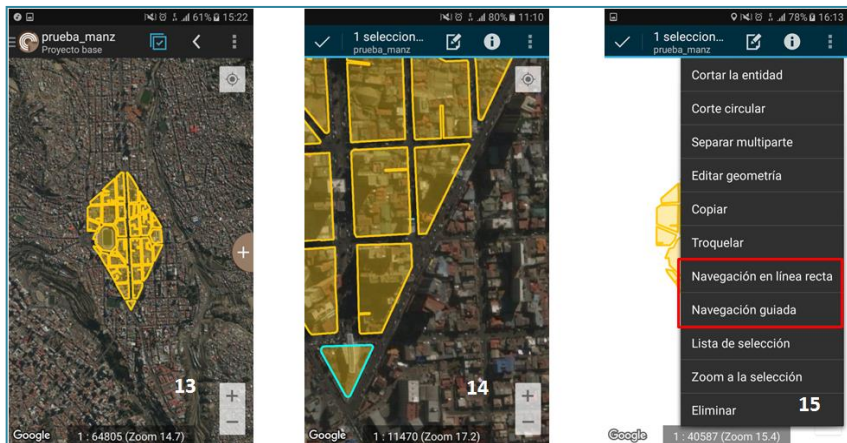 61% 15:22
prueba_manz
Proyecto base
13
Google
1 : 64805 (Zoom 14.7)
80% 11:10
1 seleccion...
prueba_manz
14
Google
1 : 11470 (Zoom 17.2)
78% 16:13
1 seleccion...
prueba_manz
Cortar la entidad
Corte circular
Separar multiparte
Editar geometría
Copiar
Troquelar
Navegación en línea recta
Navegación guiada
Lista de selección
Zoom a la selección
Eliminar
15
Google
1 : 40587 (Zoom 15.4)